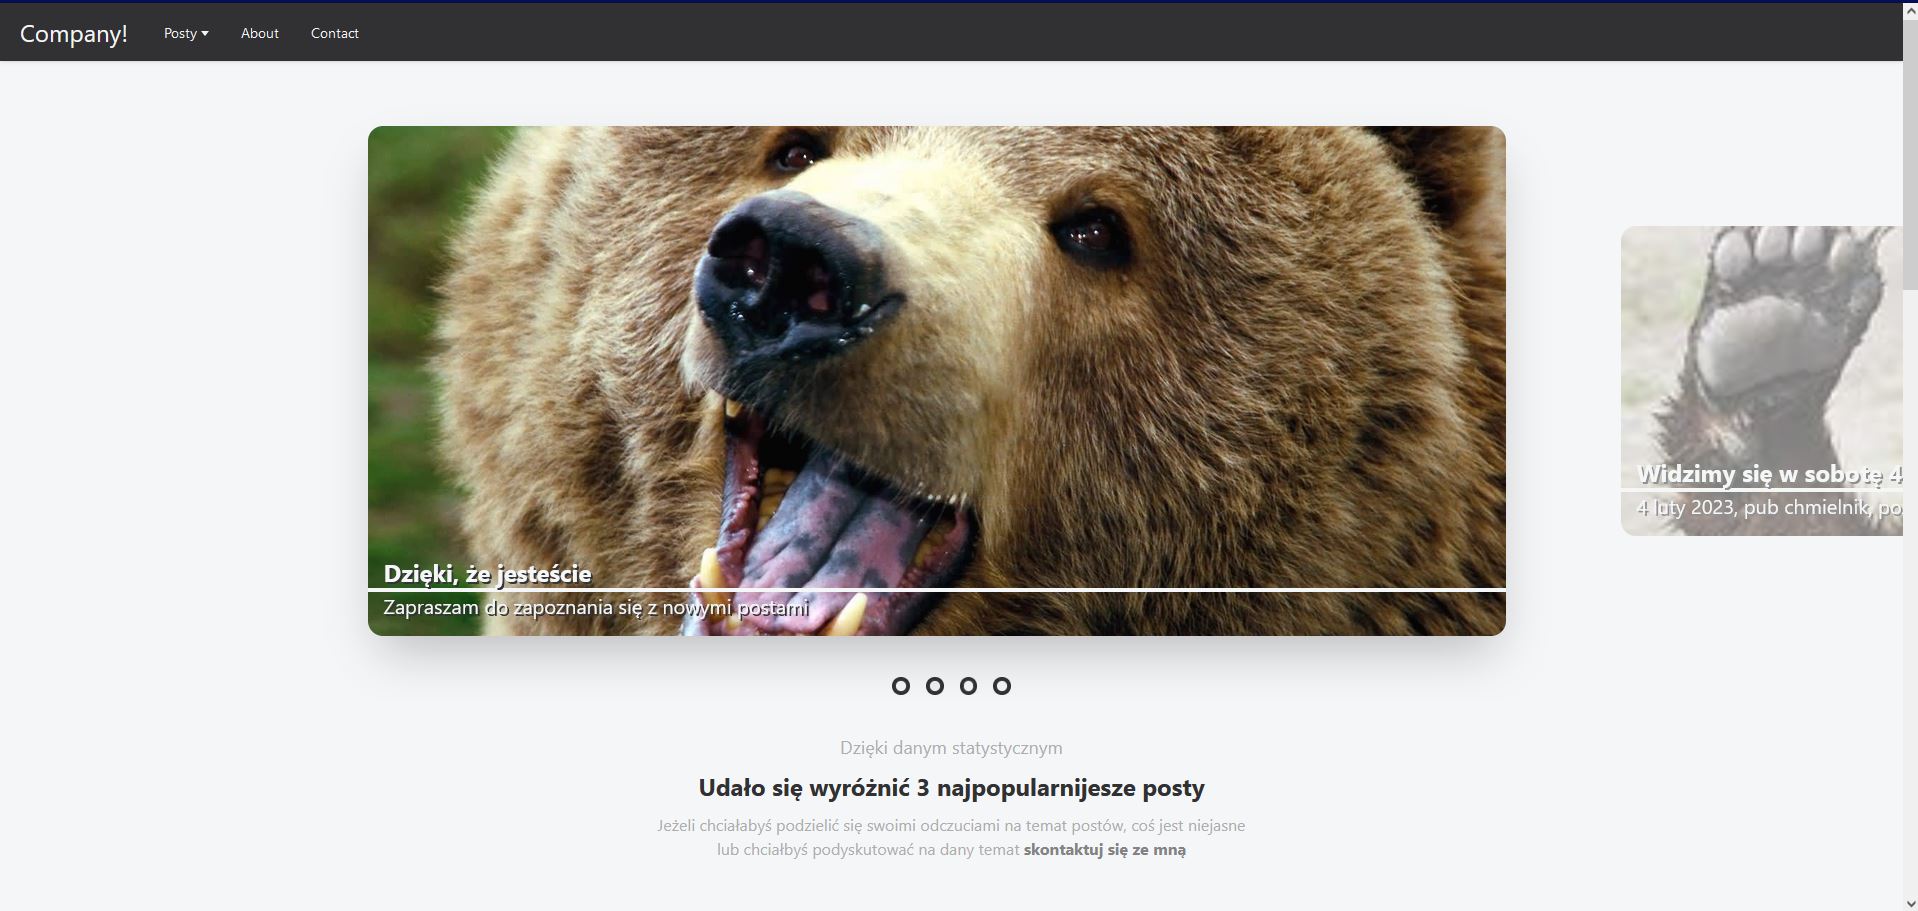 Company!
Posty
About
Contact
Dzięki, że jesteście
Zapraszam do zapoznania się z nowymi postami
Widzimy się w sobotę 4
4 luty 2023, pub chmielnik, po
Dzięki danym statystycznym
Udało się wyróżnić 3 najpopularnijesze posty
Jeżeli chciałabyś podzielić się swoimi odczuciami na temat postów, coś jest niejasne
lub chciałbyś podyskutować na dany temat skontaktuj się ze mną